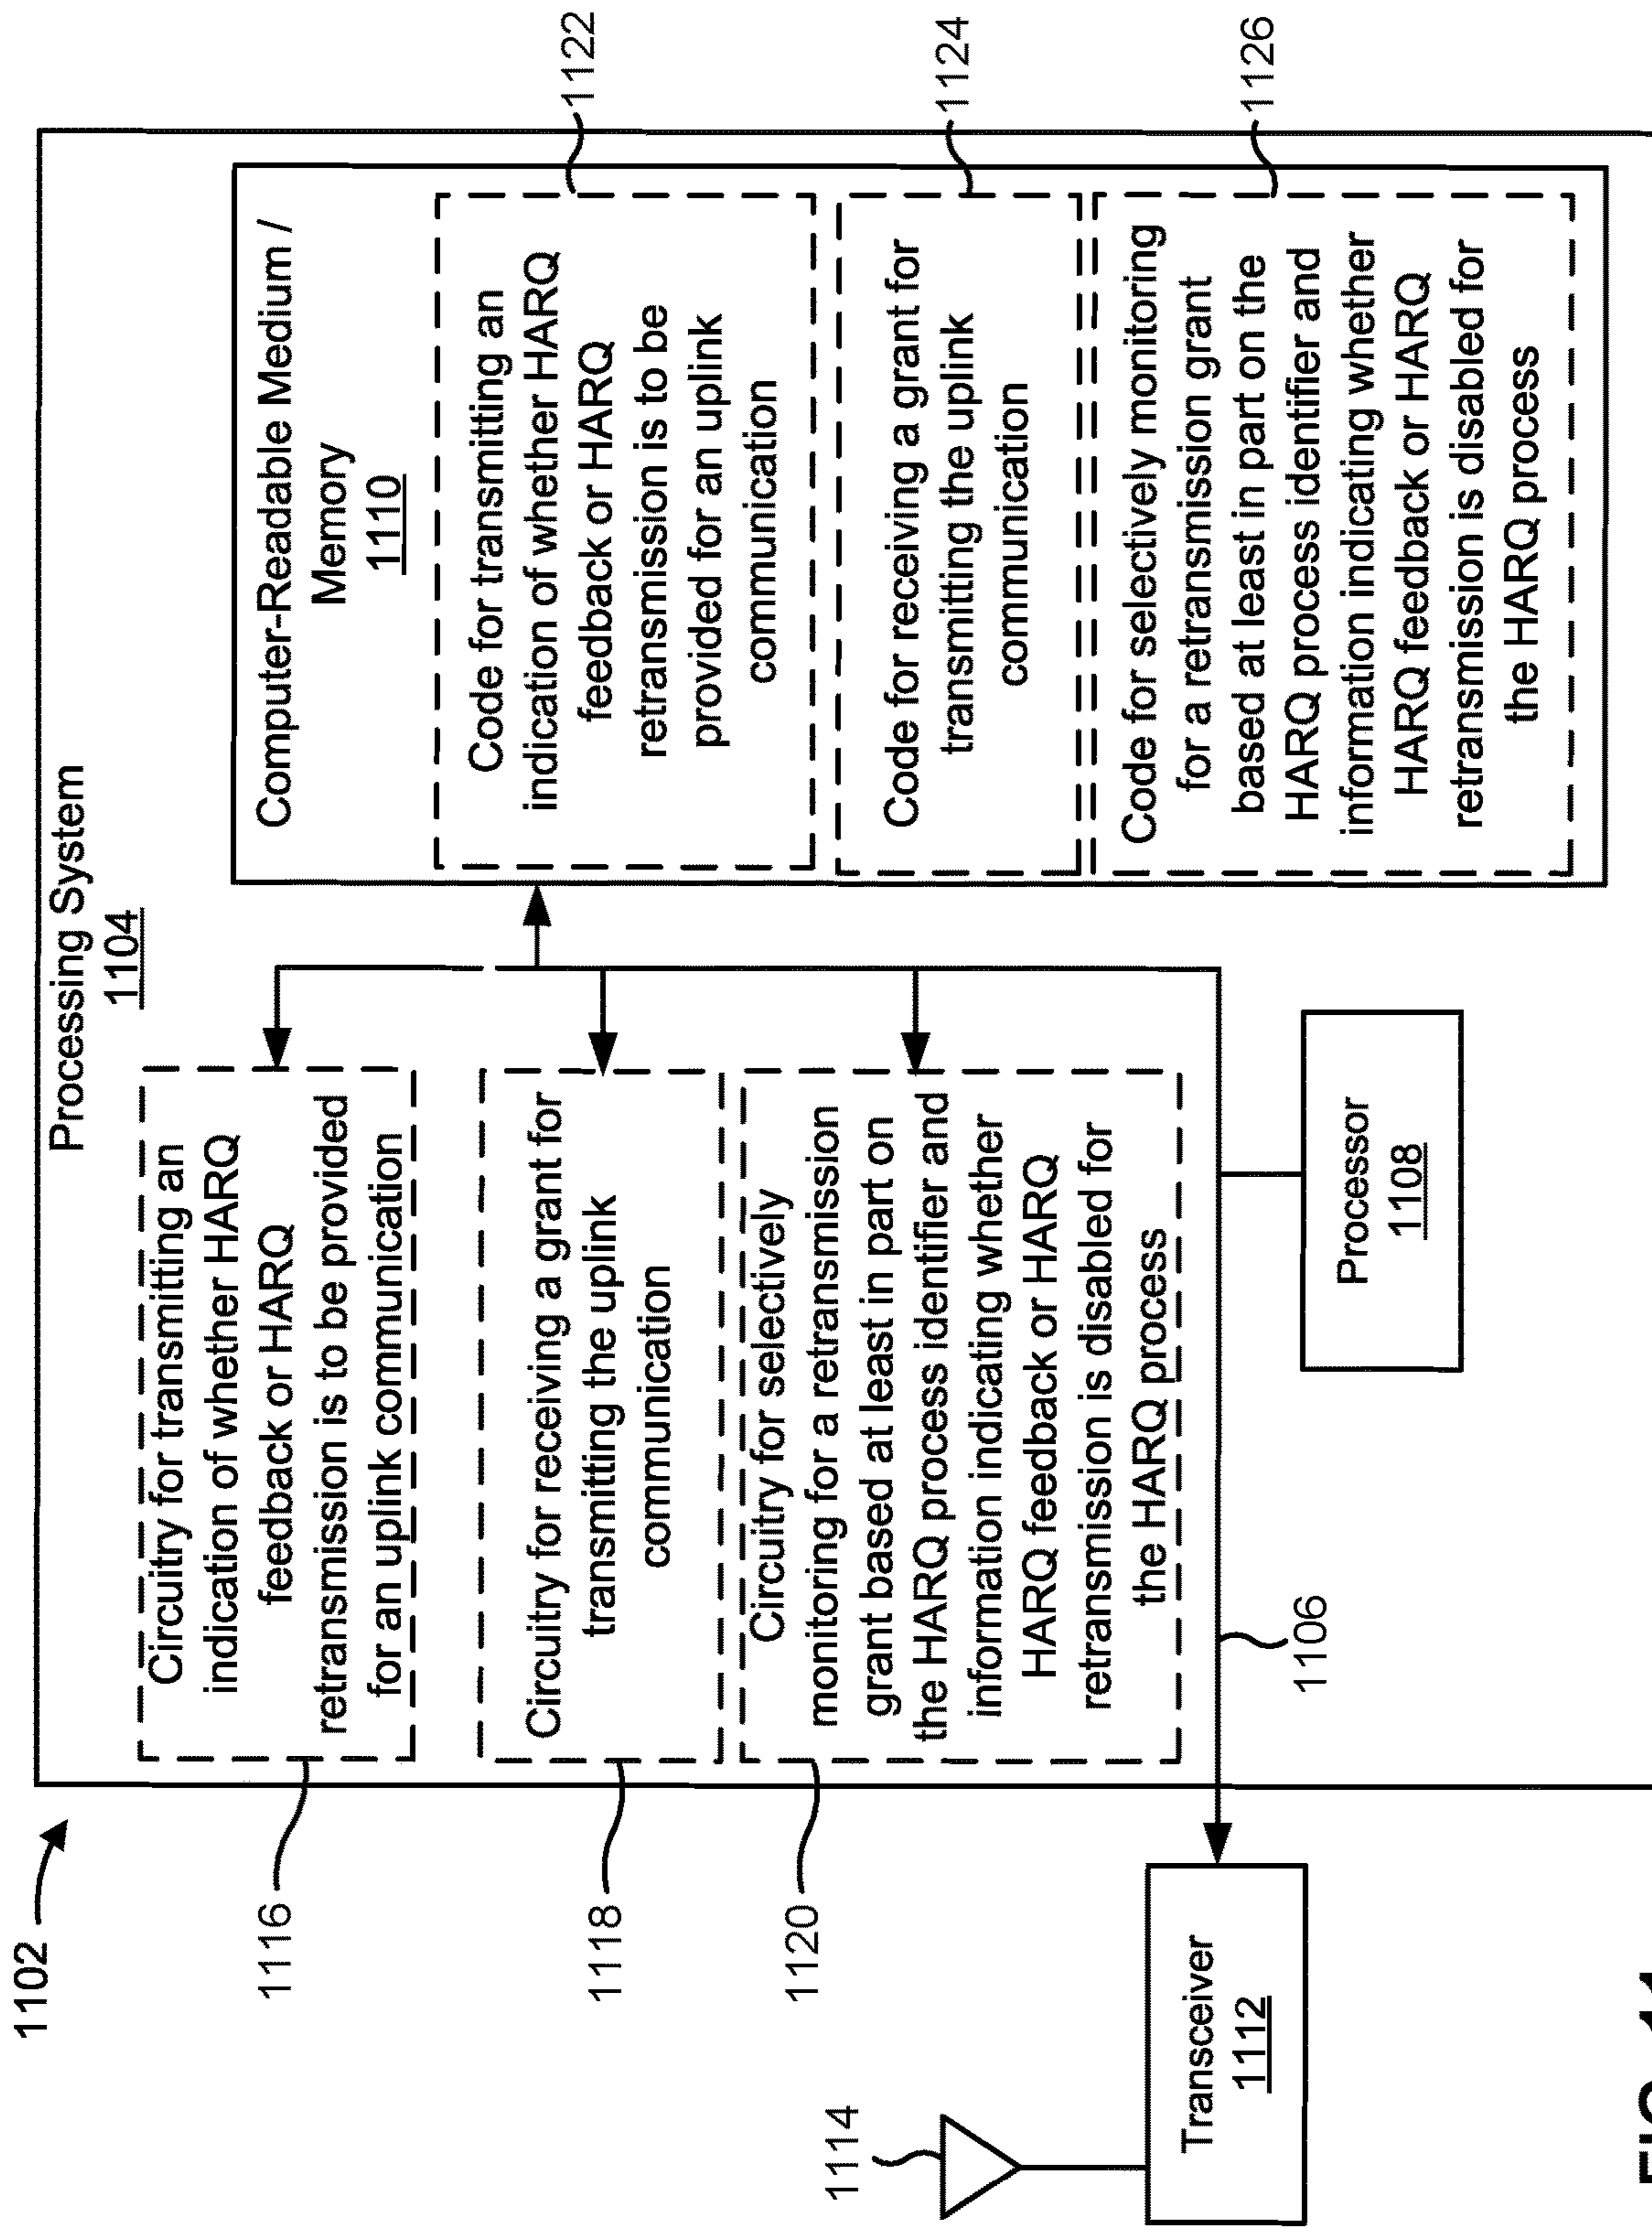 1102
Processing System
1104
1116
Circuitry for transmitting an
indication of whether HARQ
feedback or HARQ
retransmission is to be provided
for an uplink communication
1118
Circuitry for receiving a grant for
transmitting the uplink
communication
1120
Circuitry for selectively
monitoring for a retransmission
grant based at least in part on
the HARQ process identifier and
information indicating whether
HARQ feedback or HARQ
retransmission is disabled for
the HARQ process
Computer-Readable Medium /
Memory
1110
Code for transmitting an
indication of whether HARQ
feedback or HARQ
retransmission is to be
provided for an uplink
communication
1122
Code for receiving a grant for
transmitting the uplink
communication
1124
Code for selectively monitoring
for a retransmission grant
based at least in part on the
HARQ process identifier and
information indicating whether
HARQ feedback or HARQ
retransmission is disabled for
the HARQ process
1126
1114
Transceiver
1112
1106
Processor
1108
FIG. 11